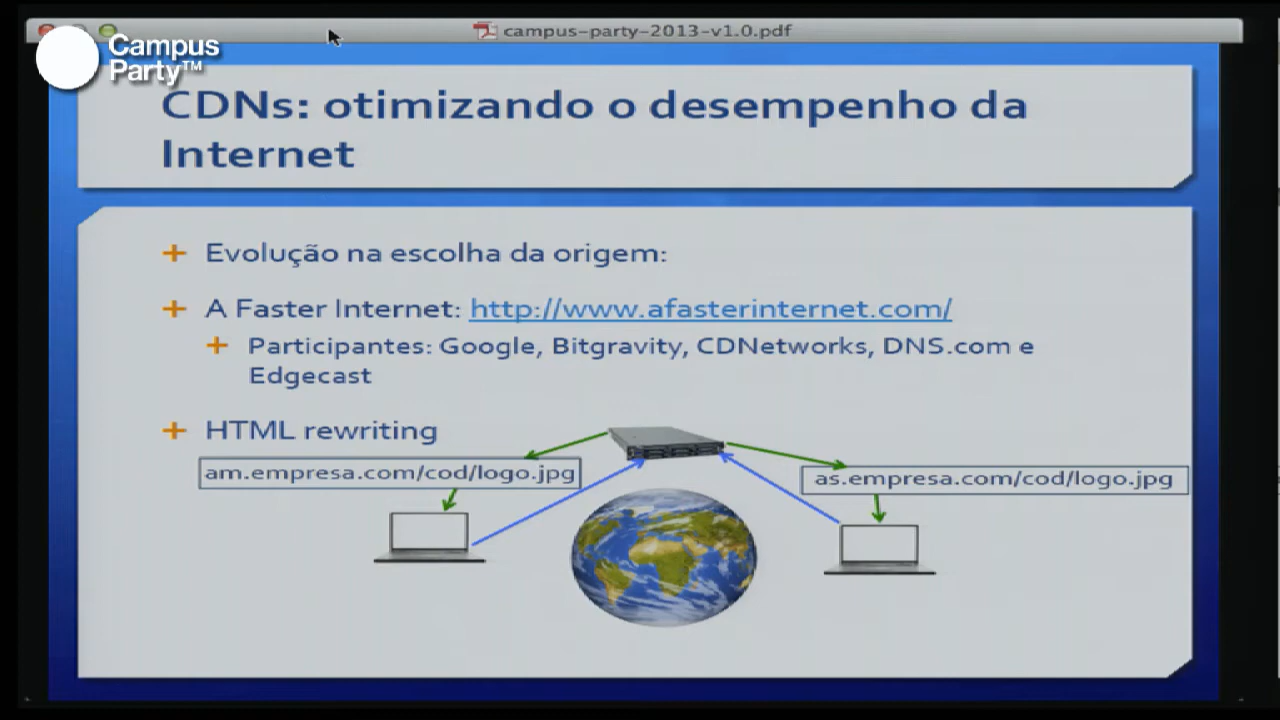 campus-party-2013-v1.0.pdf
Campus
Party™
CDNs: otimizando o desempenho da
Internet
Evolução na escolha da origem:
A Faster Internet: http://www.afasterinternet.com/
Participantes: Google, Bitgravity, CDNetworks, DNS.com e
Edgecast
HTML rewriting
am.empresa.com/cod/logo.jpg
as.empresa.com/cod/logo.jpg